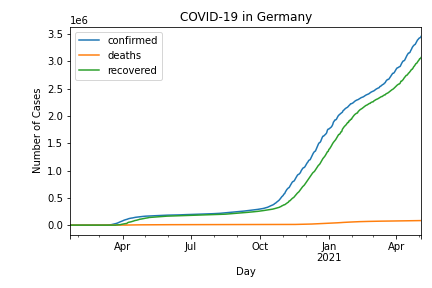 COVID-19 in Germany
1e6
confirmed
deaths
recovered
Number of Cases
3.5
3.0
2.5
2.0
1.5
1.0
0.5
0.0
Apr
Jul
Oct
Jan
2021
Apr
Day